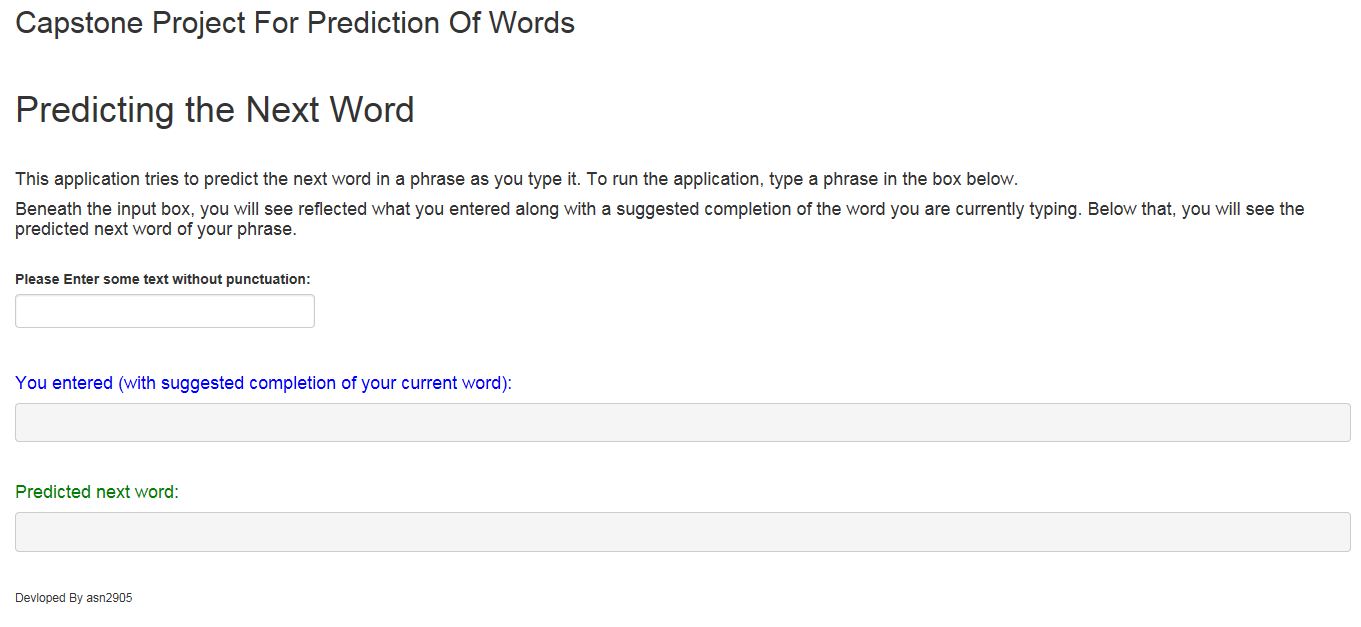 Capstone Project For Prediction Of Words
Predicting the Next Word
This application tries to predict the next word in a phrase as you type it. To run the application, type a phrase in the box below.
Beneath the input box, you will see reflected what you entered along with a suggested completion of the word you are currently typing. Below that, you will see the
predicted next word of your phrase.
Please Enter some text without punctuation:
You entered (with suggested completion of your current word):
Predicted next word:
Devloped By asn2905